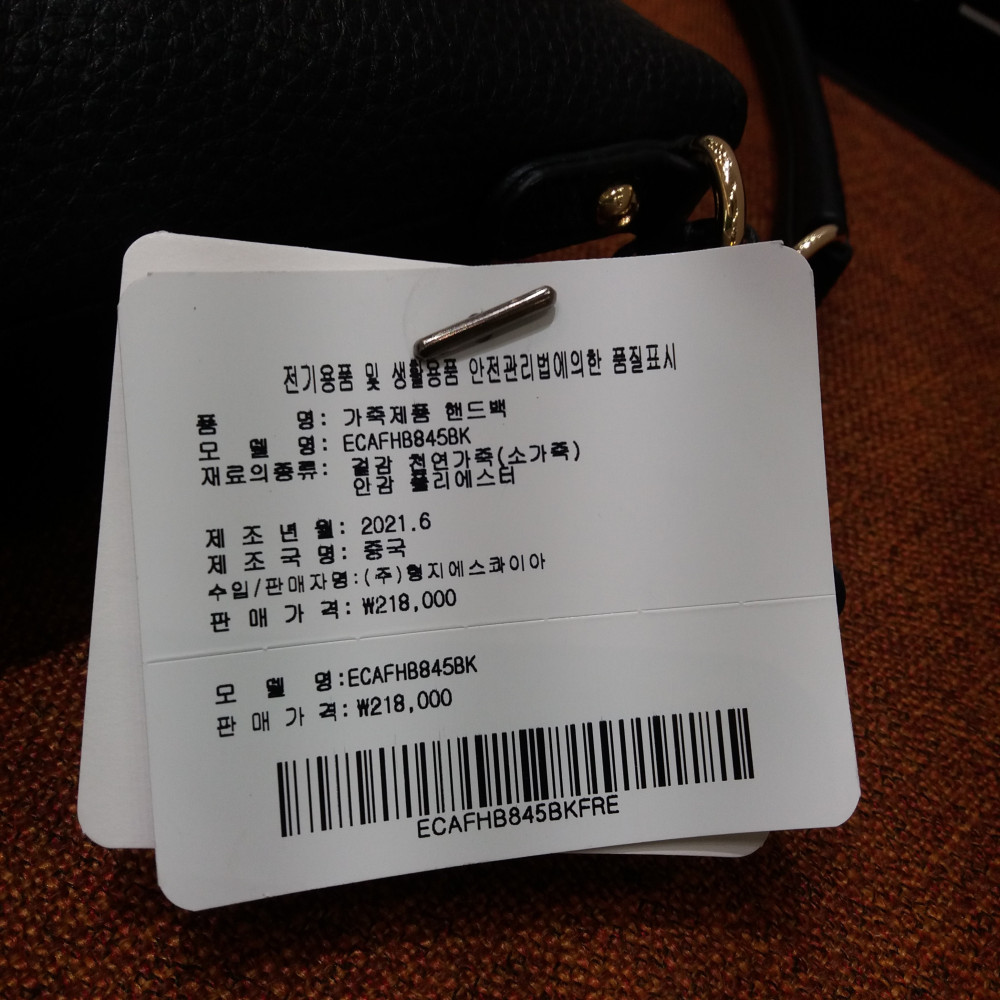 전기용품 및 생활용품 안전관리법에의한 품질표시
품 명: 가죽제품 핸드백
모 델 명: ECAFHB845BK
재료의종류: 겉감 천연가죽(소가죽)
안감 폴리에스터
제 조 년 월: 2021.6
제 조 국 명: 중국
수입/판매자명:(주)형지에스콰이아
판 매 가 격: ₩218,000
모 델 명:ECAFHB845BK
판 매 가 격: ₩218,000
ECAFHB845BKFRE